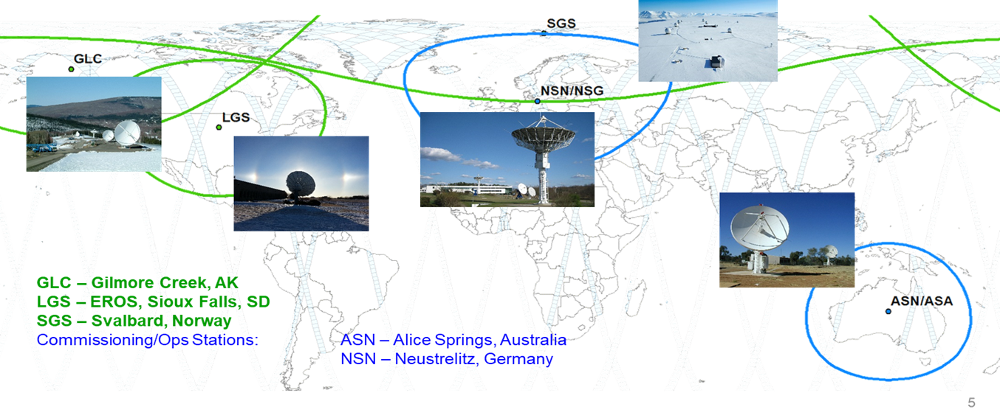 SGS
GLC
NSN/NSG
LGS
ASN/ASA
GLC – Gilmore Creek, AK
LGS – EROS, Sioux Falls, SD
SGS – Svalbard, Norway
Commissioning/Ops Stations:
ASN – Alice Springs, Australia
NSN – Neustrelitz, Germany
5